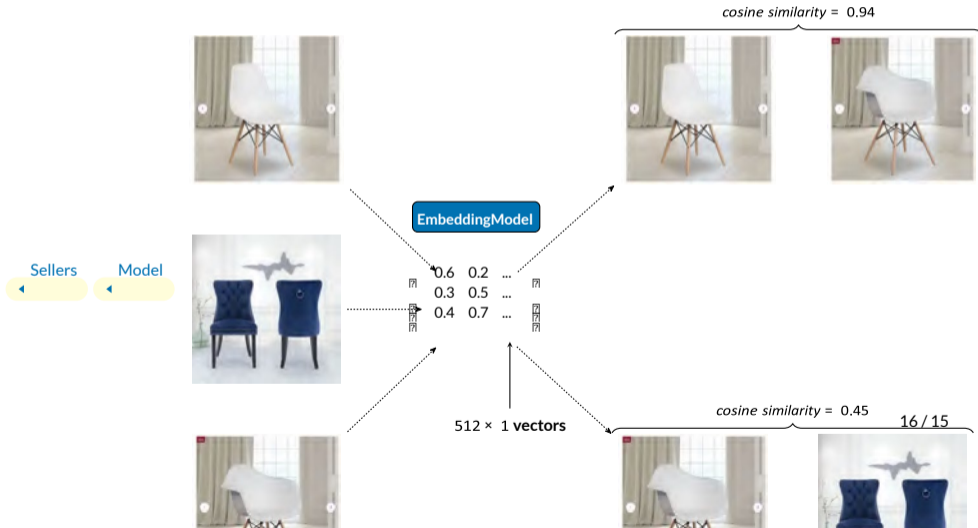 cosine similarity = 0.94
EmbeddingModel
Sellers
Model
0.6 0.2 ...
0.3 0.5 ...
0.4 0.7 ...
512 × 1 vectors
cosine similarity = 0.45
16 / 15